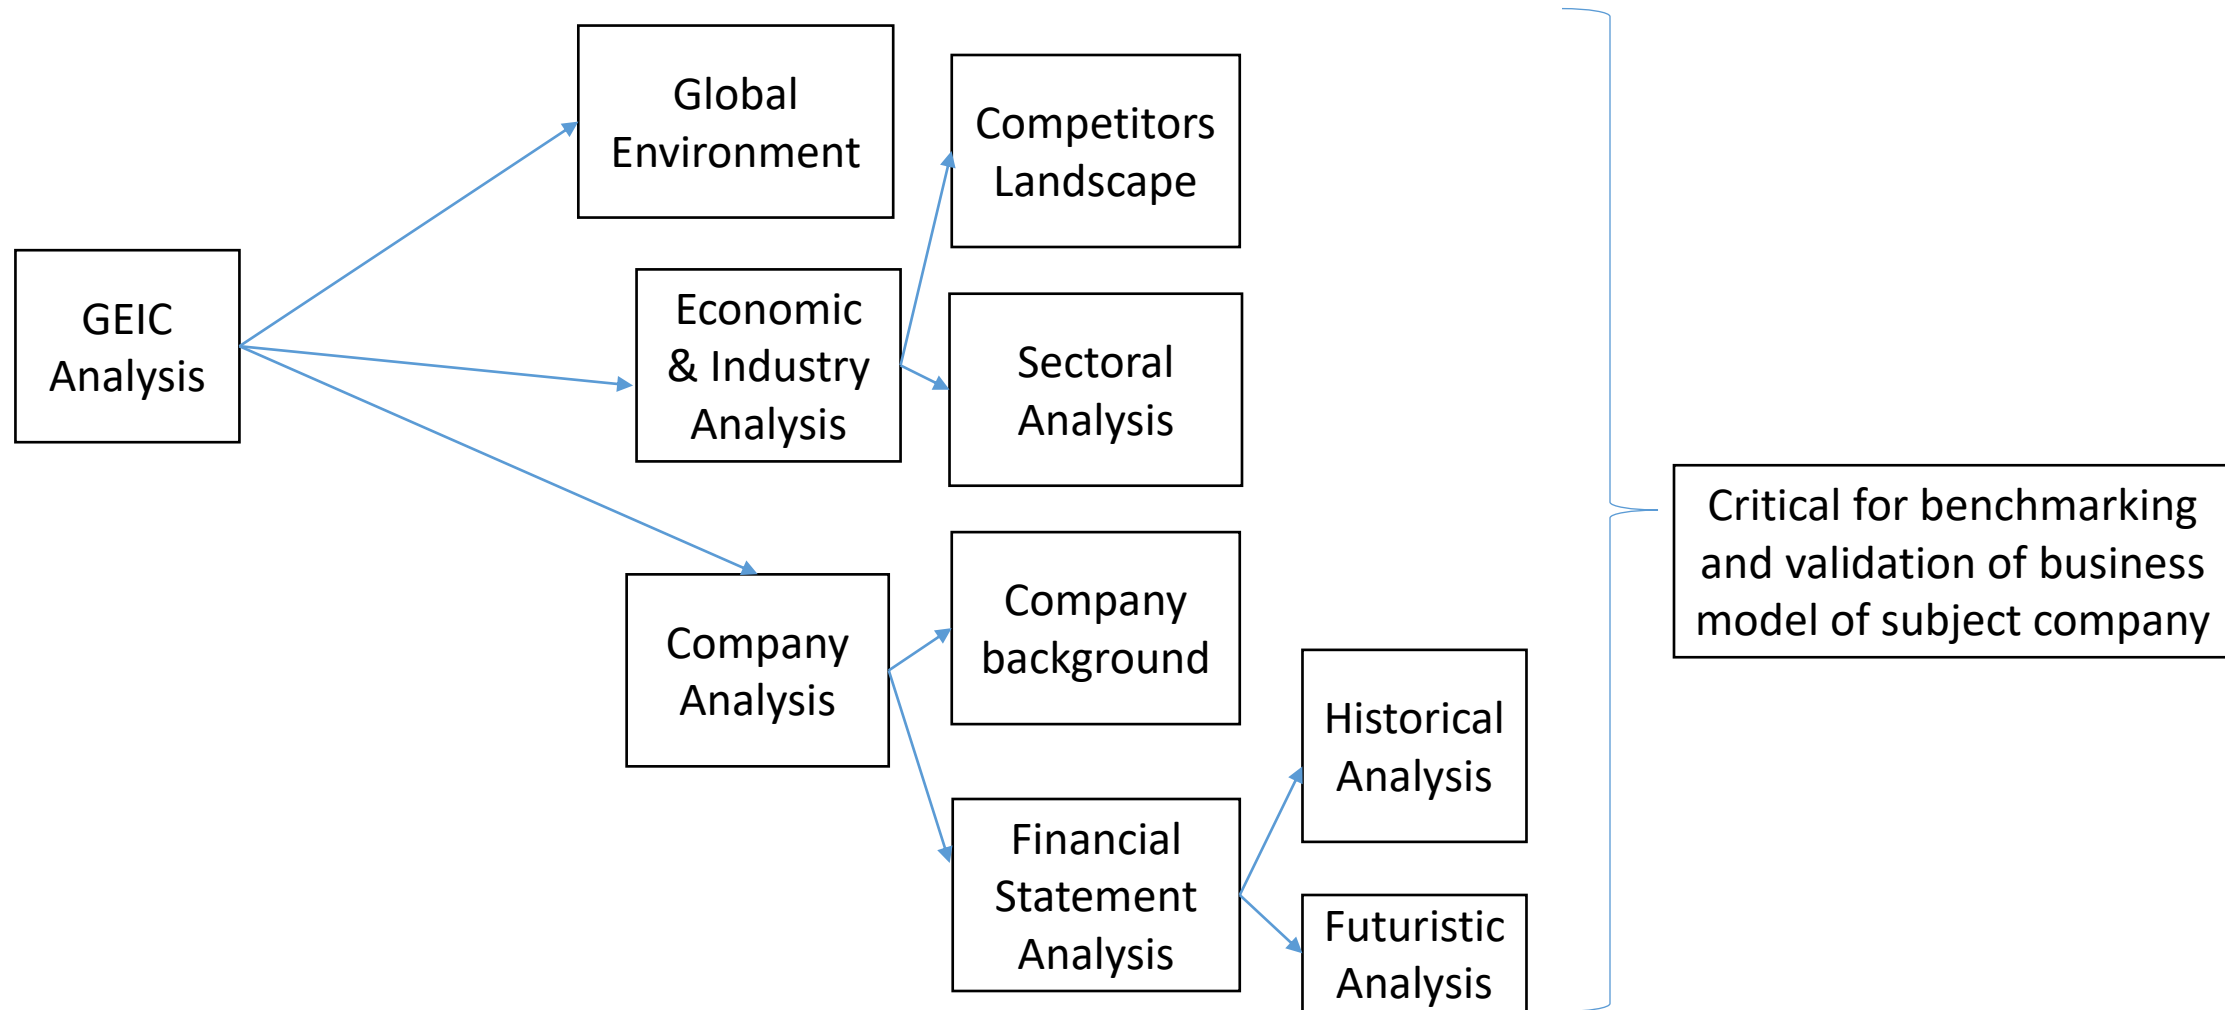 GEIC
Analysis
Global
Environment
Economic
& Industry
Analysis
Company
Analysis
Competitors
Landscape
Sectoral
Analysis
Company
background
Financial
Statement
Analysis
Historical
Analysis
Futuristic
Analysis
Critical for benchmarking
and validation of business
model of subject company